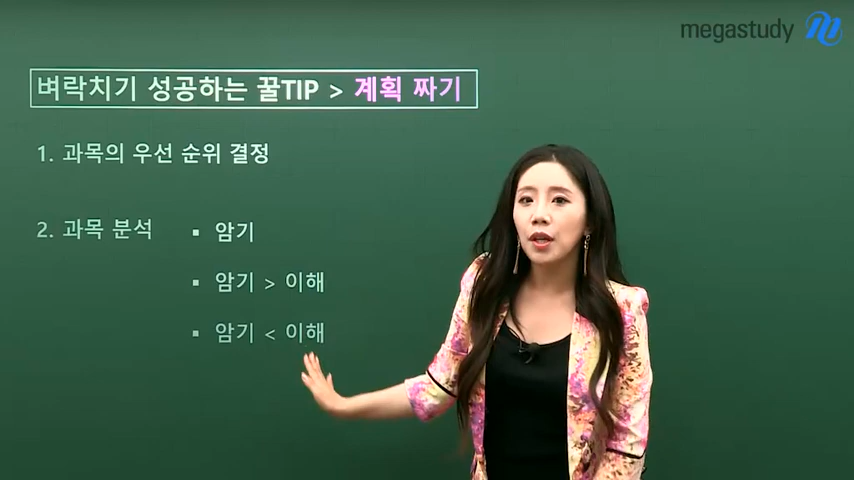 megastudy
벼락치기 성공하는 꿀TIP > 계획 짜기
1. 과목의 우선 순위 결정
2. 과목 분석 ▪ 암기
▪ 암기 > 이해
▪ 암기 < 이해